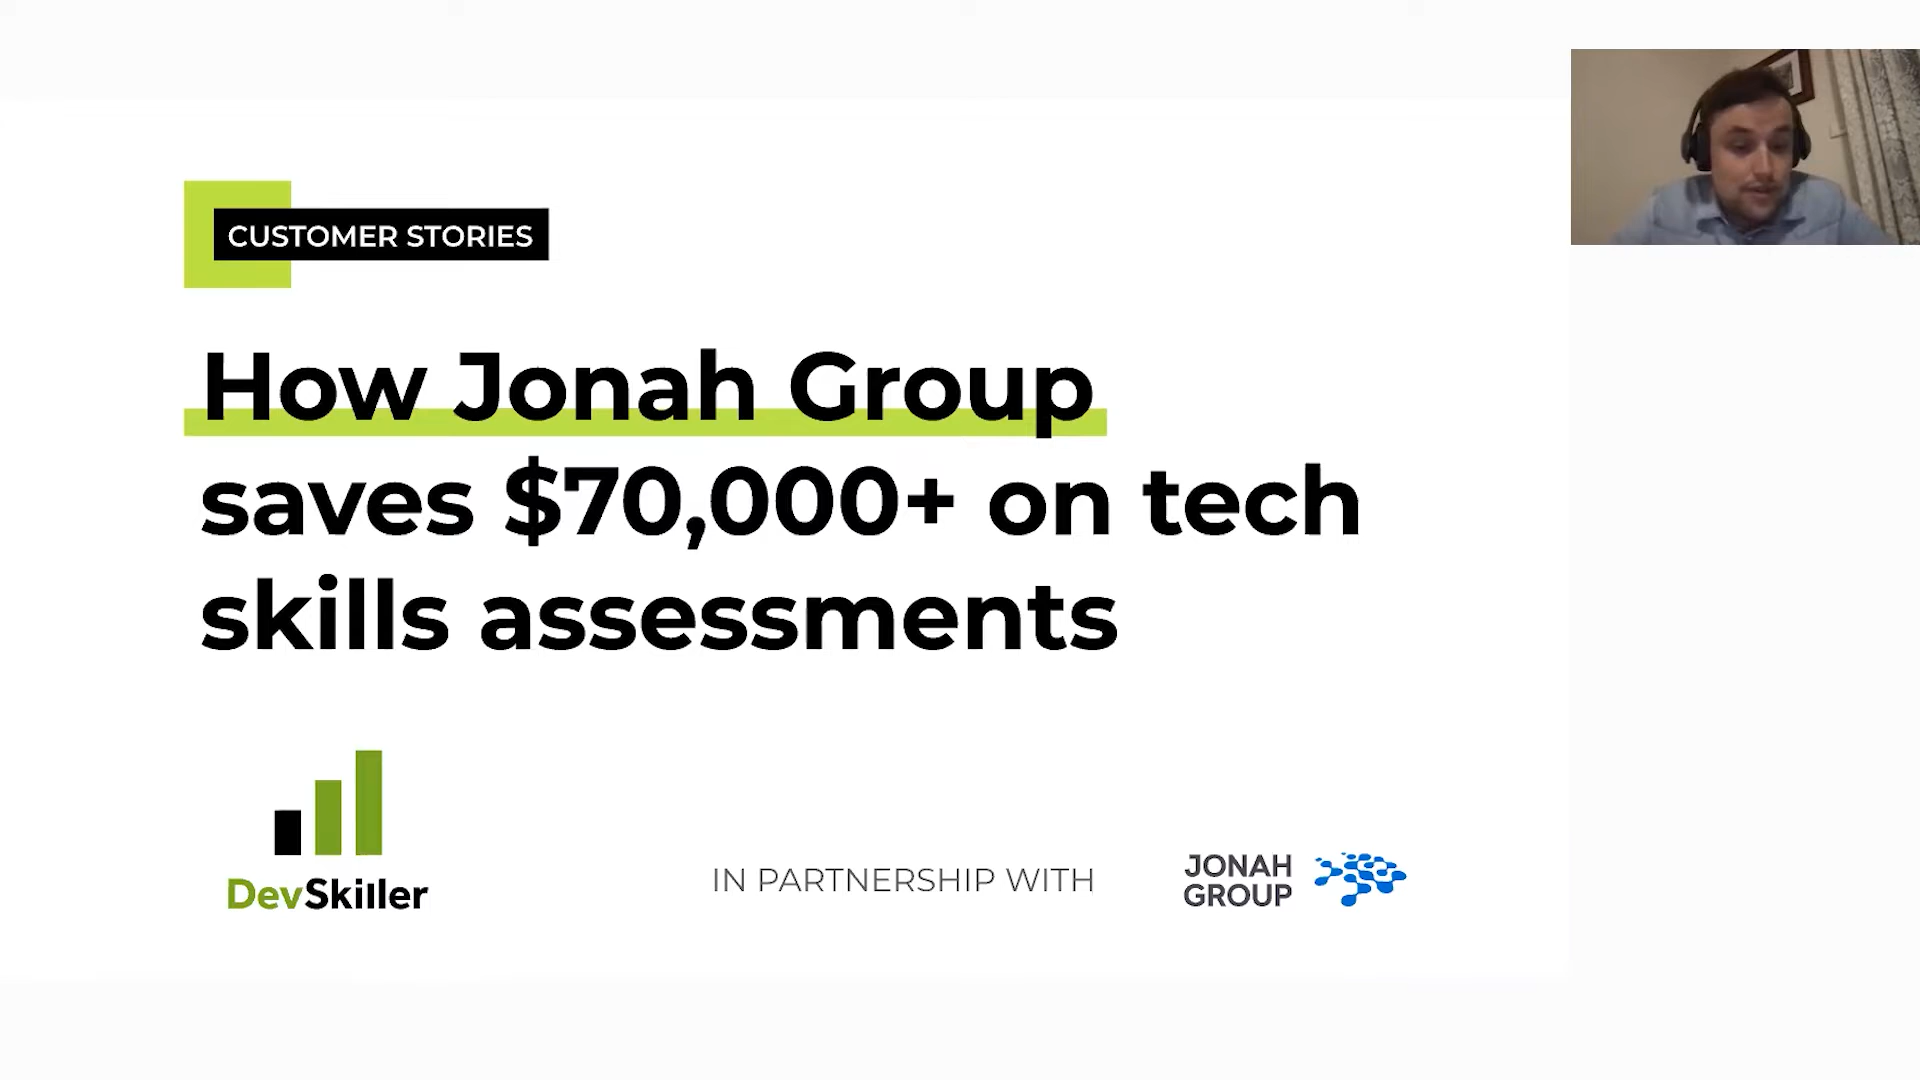 CUSTOMER STORIES
How Jonah Group
saves $70,000+ on tech
skills assessments
DevSkiller
IN PARTNERSHIP WITH
JONAH
GROUP